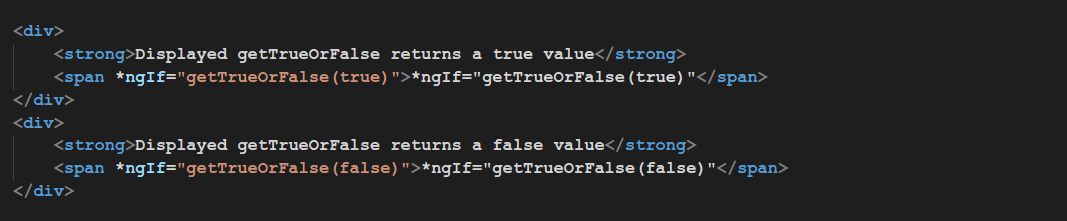 <div>
    <strong>Displayed getTrueOrFalse returns a true value</strong>
    <span *ngIf="getTrueOrFalse(true)">*ngIf="getTrueOrFalse(true)"</span>
</div>
<div>
    <strong>Displayed getTrueOrFalse returns a false value</strong>
    <span *ngIf="getTrueOrFalse(false)">*ngIf="getTrueOrFalse(false)"</span>
</div>